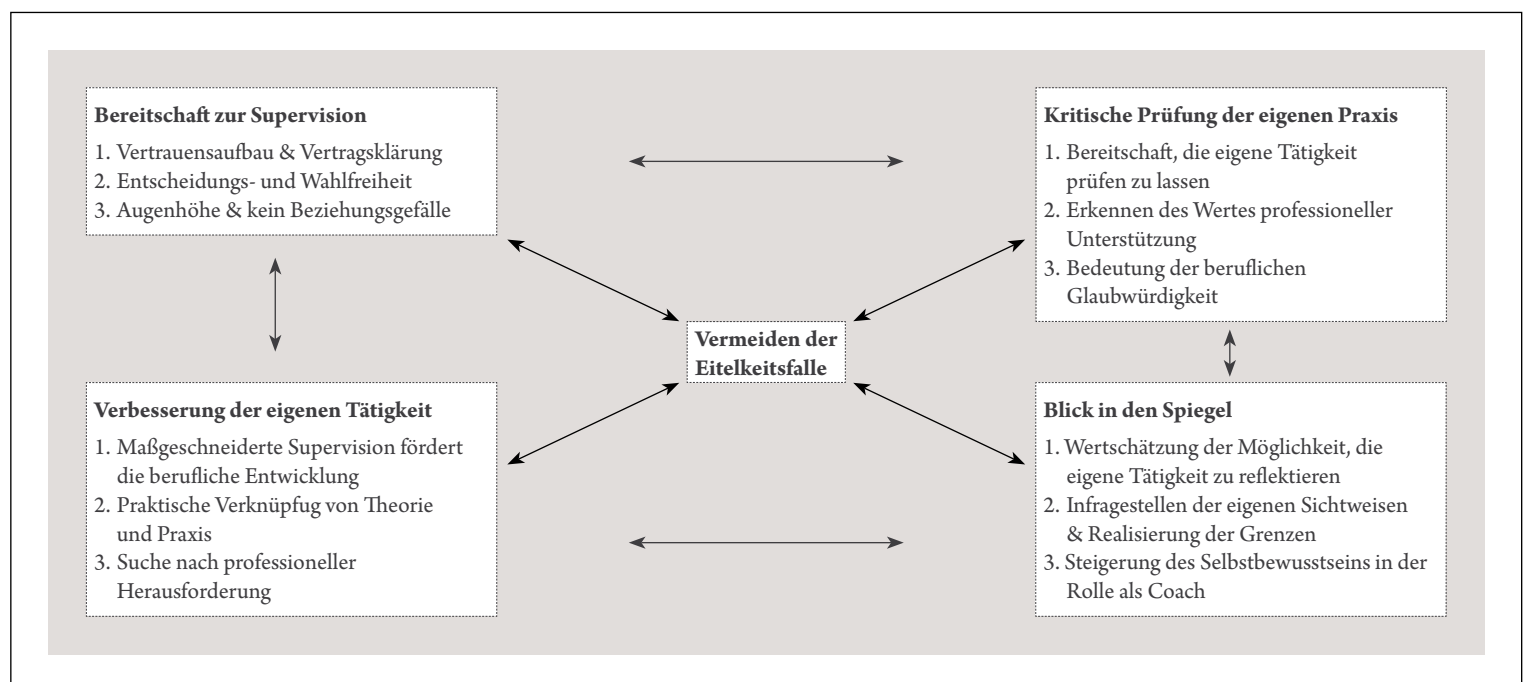 Bereitschaft zur Supervision
1. Vertrauensaufbau & Vertragsklärung
2. Entscheidungs- und Wahlfreiheit
3. Augenhöhe & kein Beziehungsgefälle
Kritische Prüfung der eigenen Praxis
1. Bereitschaft, die eigene Tätigkeit
prüfen zu lassen
2. Erkennen des Wertes professioneller
Unterstützung
3. Bedeutung der beruflichen
Glaubwürdigkeit
Vermeiden der
Eitelkeitsfalle
Verbesserung der eigenen Tätigkeit
1. Maßgeschneiderte Supervision fördert
die berufliche Entwicklung
2. Praktische Verknüpfug von Theorie
und Praxis
3. Suche nach professioneller
Herausforderung
Blick in den Spiegel
1. Wertschätzung der Möglichkeit, die
eigene Tätigkeit zu reflektieren
2. Infragestellen der eigenen Sichtweisen
& Realisierung der Grenzen
3. Steigerung des Selbstbewusstseins in der
Rolle als Coach